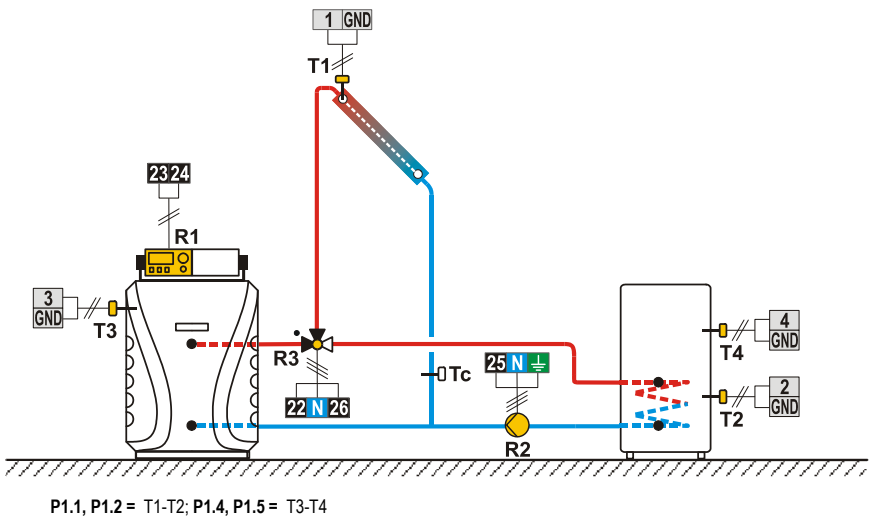 1 GND
T1
23 24
R1
3
GND
T3
R3
22 N 26
Tc
25 N
R2
4
GND
T4
2
GND
T2
P1.1, P1.2 = T1-T2; P1.4, P1.5 = T3-T4